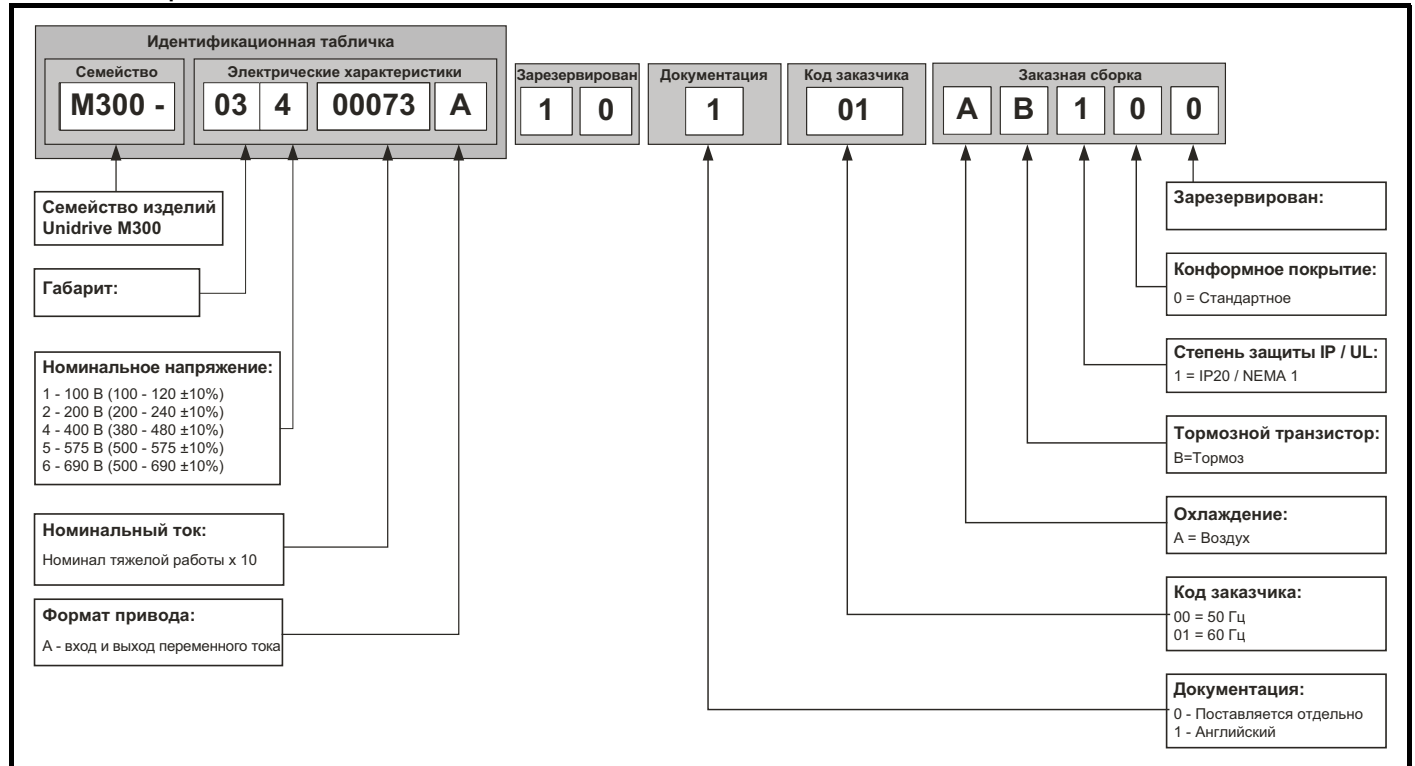 Идентификационная табличка
Семейство
Электрические характеристики
Зарезервирован
Документация
Код заказчика
Заказная сборка
M300 -
03
4
00073
A
1
0
1
01
A
B
1
0
0
Семейство изделий
Unidrive M300
Габарит:
Номинальное напряжение:
1 - 100 В (100 - 120 ±10%)
2 - 200 В (200 - 240 ±10%)
4 - 400 В (380 - 480 ±10%)
5 - 575 В (500 - 575 ±10%)
6 - 690 В (500 - 690 ±10%)
Номинальный ток:
Номинал тяжелой работы x 10
Формат привода:
А - вход и выход переменного тока
Зарезервирован:
Конформное покрытие:
0 = Стандартное
Степень защиты IP / UL:
1 = IP20 / NEMA 1
Тормозной транзистор:
B=Тормоз
Охлаждение:
А = Воздух
Код заказчика:
00 = 50 Гц
01 = 60 Гц
Документация:
0 - Поставляется отдельно
1 - Английский